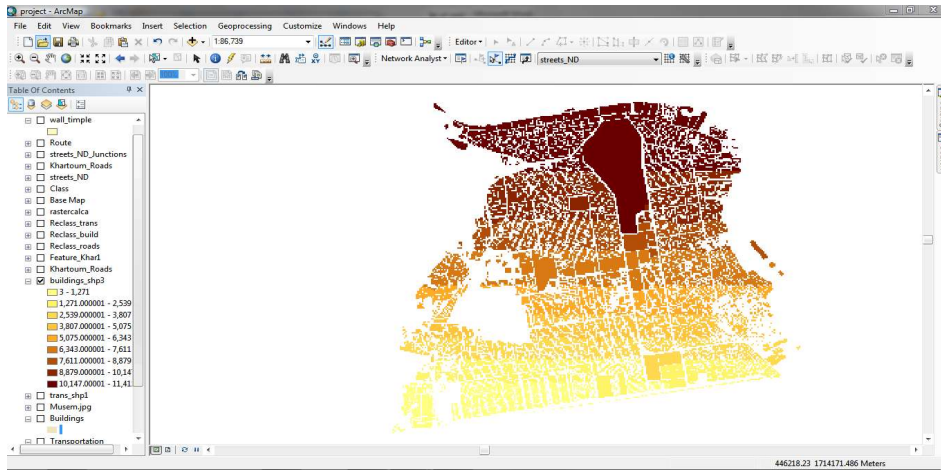 project - ArcMap
File Edit View Bookmarks Insert Selection Geoprocessing Customize Windows Help
1:86,739
Editor
Network Analyst
streets_ND
Table Of Contents
wall_timple
Route
streets_ND_Junctions
Khartoum_Roads
streets_ND
Class
Base Map
rastercalca
Reclass_trans
Reclass_build
Reclass_roads
Feature_Khar1
Khartoum_Roads
buildings_shp3
3 - 1,271
1,271.000001 - 2,539
2,539.000001 - 3,807
3,807.000001 - 5,075
5,075.000001 - 6,343
6,343.000001 - 7,611
7,611.000001 - 8,879
8,879.000001 - 10,14
10,147.00001 - 11,41
trans_shp1
Musem.jpg
Buildings
Transportation
446218.23 1714171.486 Meters